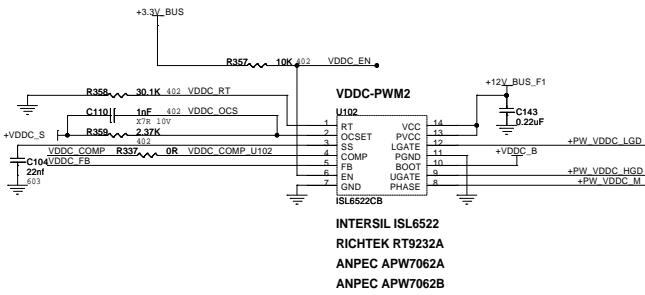 +3.3V_BUS
R357 10K 402 VDDC_EN
R358 30.1K 402 VDDC_RT
VDDC-PWM2
+12V_BUS_F1
C110 1nF 402 VDDC_OCS
X7R 10V
U102
C143
0.22uF
+VDDC_S
R359 2.37K
402
1 RT VCC 14
2 OCSET PVCC 13
3 SS LGATE 12 +PW_VDDC_LGD
VDDC_COMP R337 0R VDDC_COMP_U102 4 COMP PGND 11 +VDDC_B
C104 VDDC_FB 5 FB BOOT 10
22nf
603
6 EN UGATE 9 +PW_VDDC_HGD
7 GND PHASE 8 +PW_VDDC_M
ISL6522CB
INTERSIL ISL6522
RICHTEK RT9232A
ANPEC APW7062A
ANPEC APW7062B